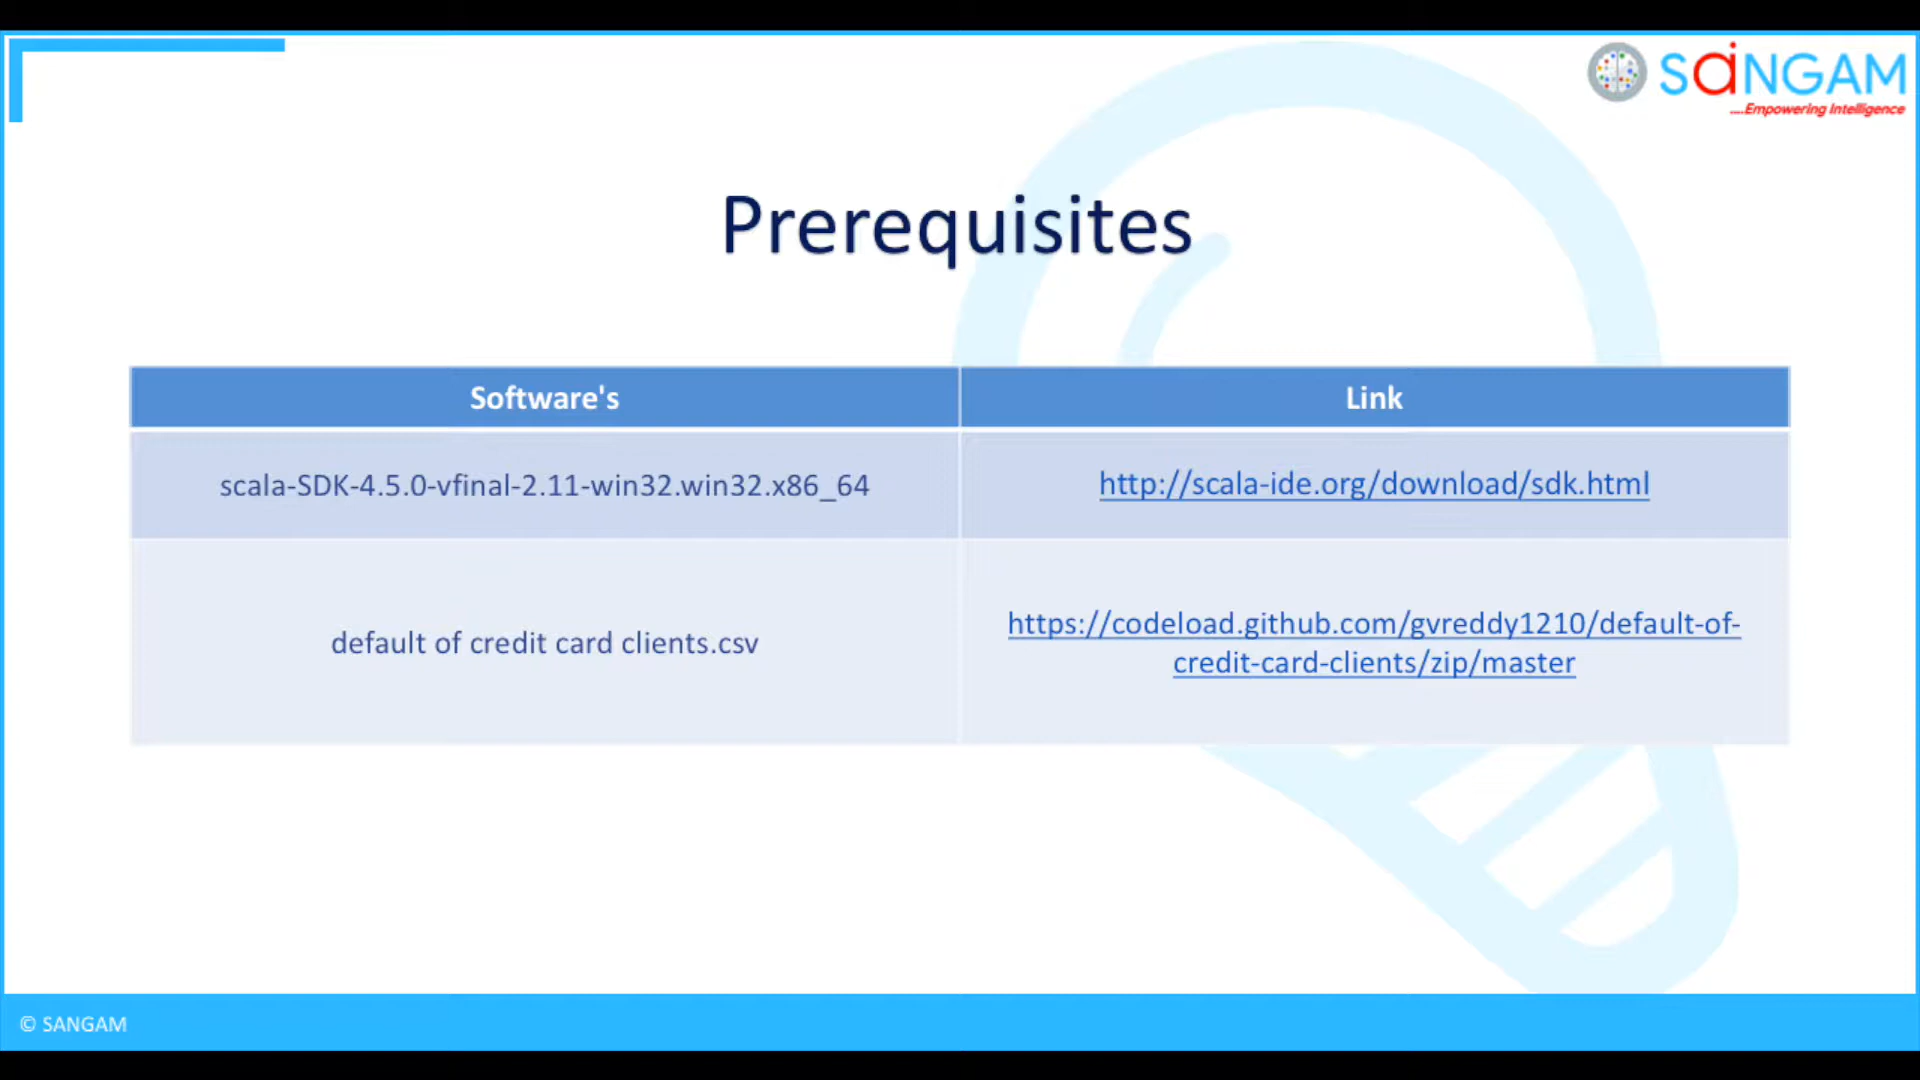 SaiNGAM
....Empowering Intelligence
Prerequisites
Software's
Link
scala-SDK-4.5.0-vfinal-2.11-win32.win32.x86_64
http://scala-ide.org/download/sdk.html
default of credit card clients.csv
https://codeload.github.com/gvreddy1210/default-of-
credit-card-clients/zip/master
© SANGAM